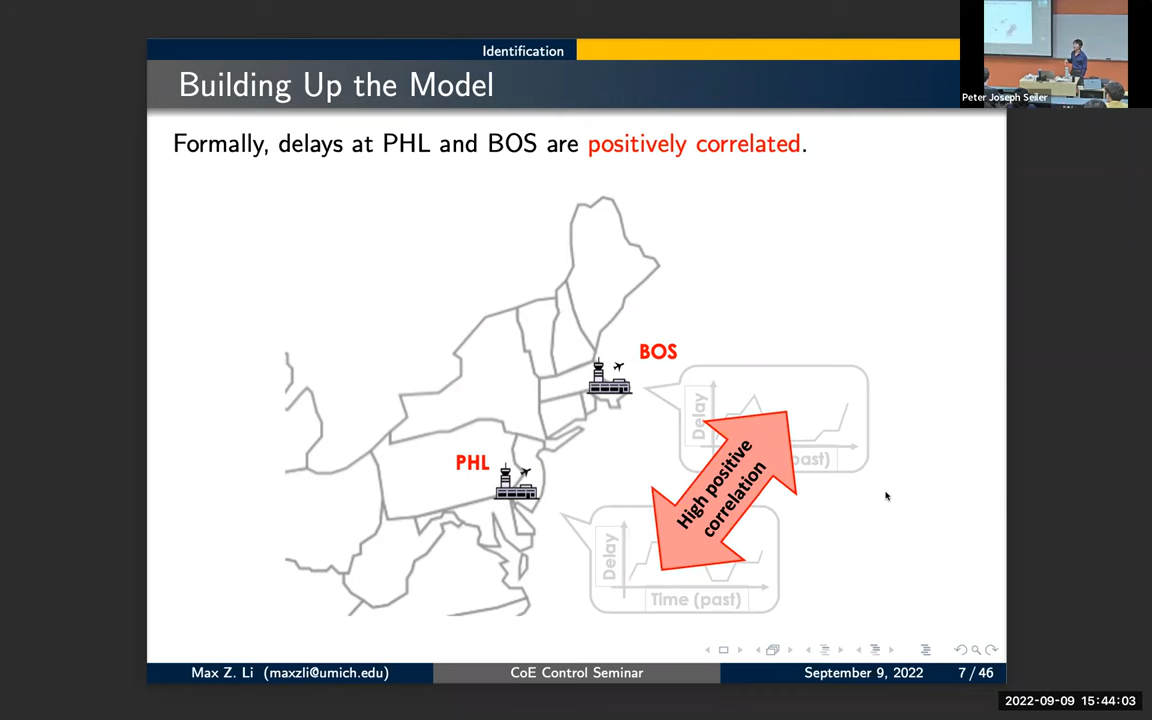 Identification
Building Up the Model
Peter Joseph Seiler
Formally, delays at PHL and BOS are positively correlated.
BOS
Delay
past)
High positive
correlation
PHL
Delay
Time (past)
Max Z. Li (maxzli@umich.edu)
CoE Control Seminar
September 9, 2022
7 / 46
2022-09-09 15:44:03